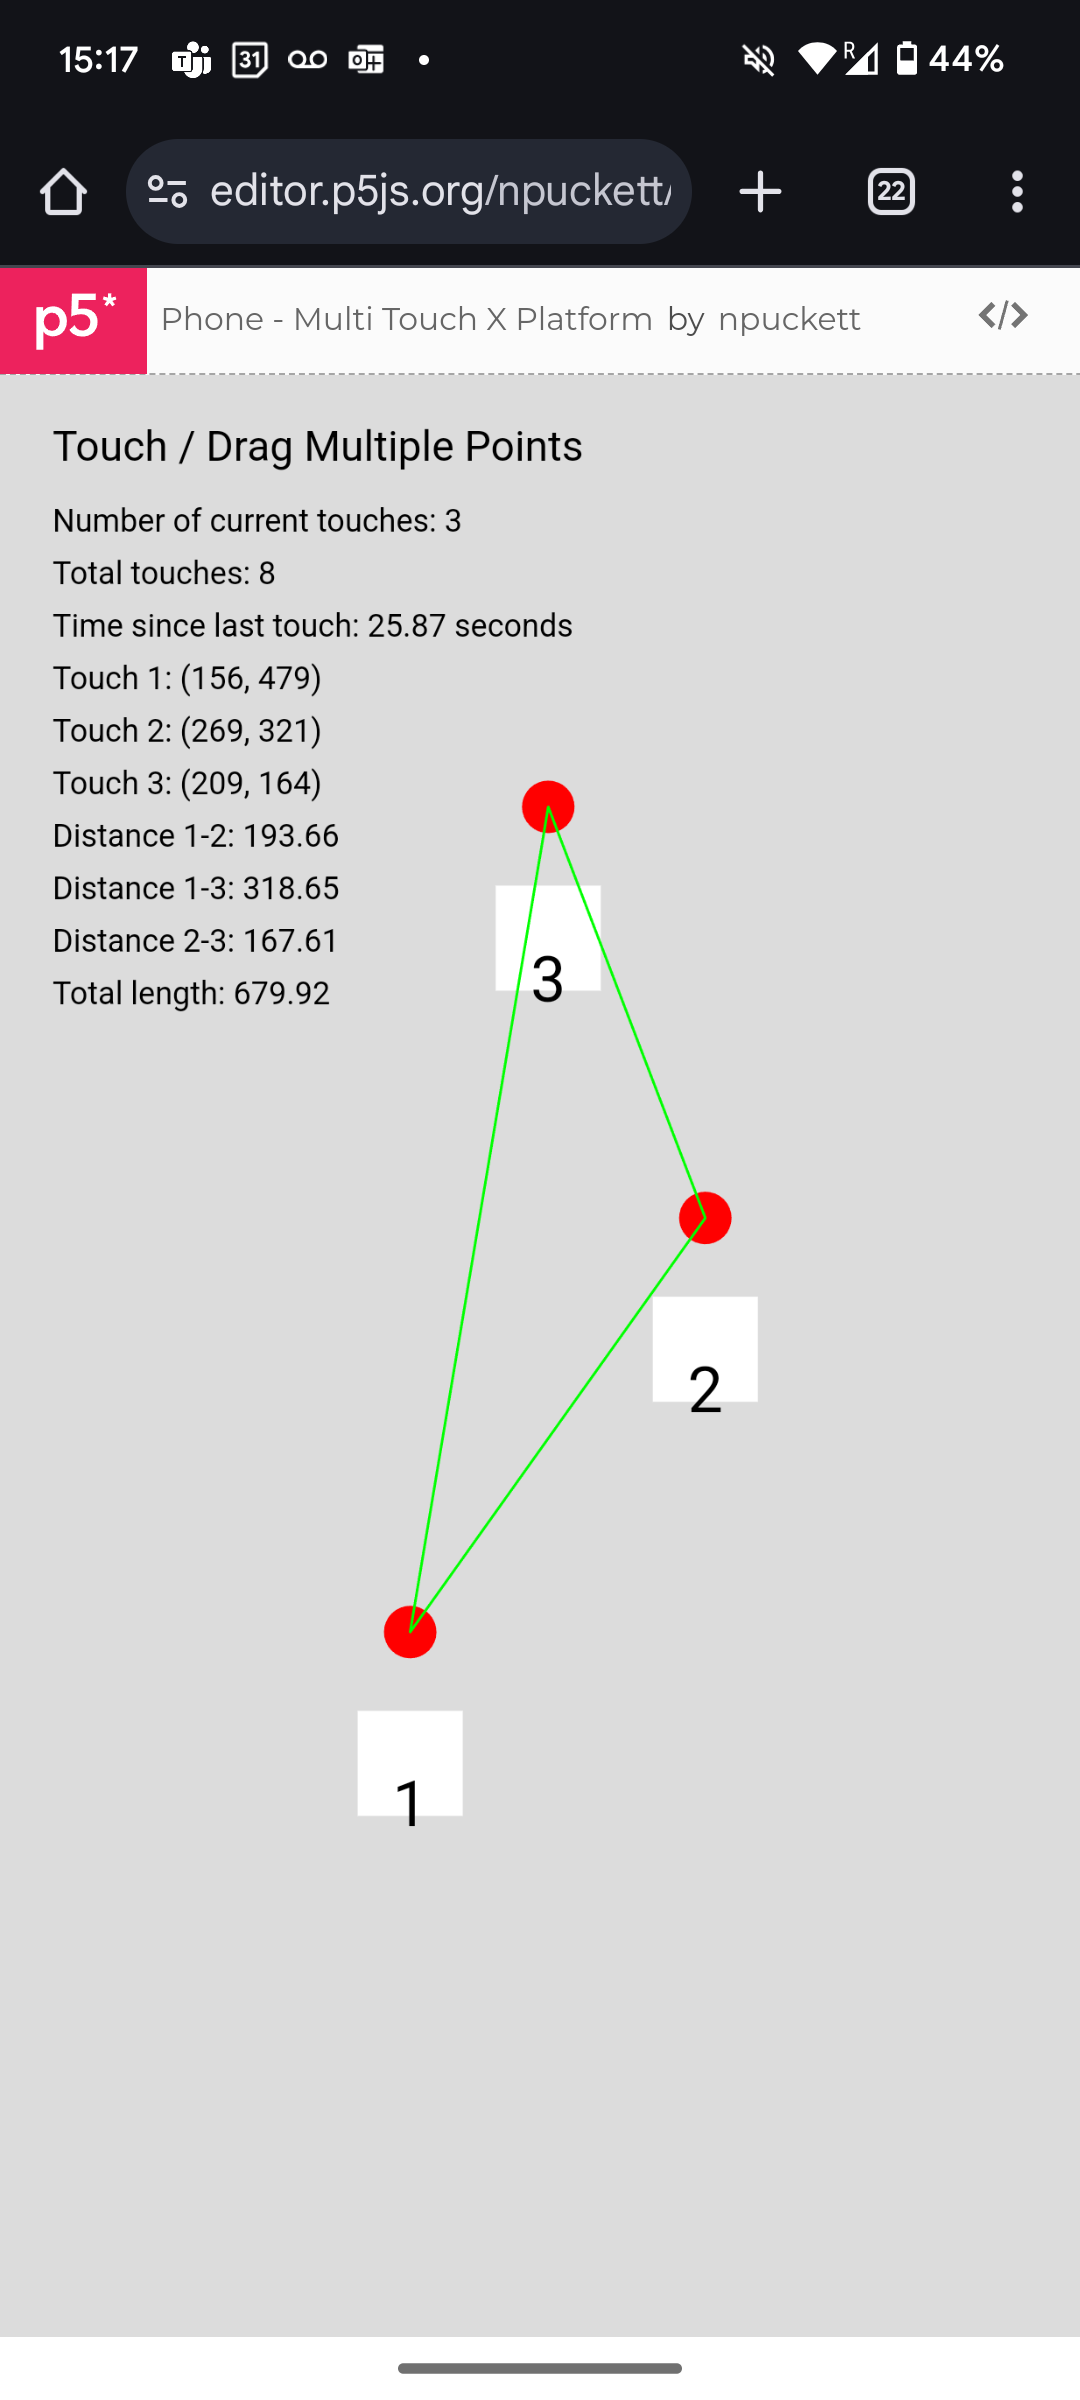 15:17 31 R 44%
editor.p5js.org/npuckett/ 22
p5* Phone - Multi Touch X Platform by npuckett </>
Touch / Drag Multiple Points
Number of current touches: 3
Total touches: 8
Time since last touch: 25.87 seconds
Touch 1: (156, 479)
Touch 2: (269, 321)
Touch 3: (209, 164)
Distance 1-2: 193.66
Distance 1-3: 318.65
Distance 2-3: 167.61
Total length: 679.92
3
2
1